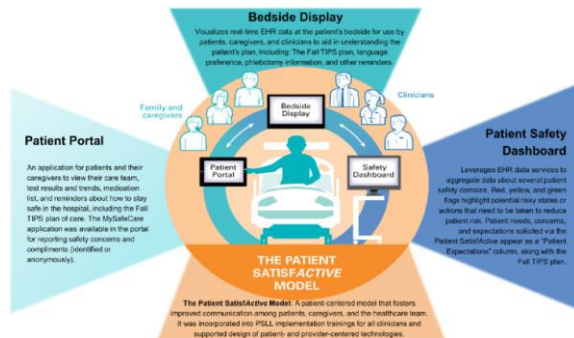 Bedside Display
Visualizes real-time EHR data at the patient's bedside for use by
patients, caregivers, and clinicians to aid in understanding the
patient's plan, including: The Fall TIPS plan, language
preference, phlebotomy information, and other reminders.
Family and
caregivers
Clinicians
Bedside
Display
Patient
Portal
Safety
Dashboard
Patient Portal
An application for patients and their
caregivers to view their care team,
test results and trends, medication
list, and reminders about how to stay
safe in the hospital, including the Fall
TIPS plan of care. The MySafeCare
application was available in the portal
for reporting safety concerns and
compliments (identified or
anonymously).
Patient Safety
Dashboard
Leverages EHR data services to
aggregate data about several patient
safety domains. Red, yellow, and green
flags highlight potential risky states or
actions that need to be taken to reduce
patient risk. Patient needs, concerns,
and expectations solicited via the
Patient SatisfActive appear as a "Patient
Expectations" column, along with the
Fall TIPS plan.
THE PATIENT
SATISFACTIVE
MODEL
The Patient SatisfActive Model: A patient-centered model that fosters
improved communication among patients, caregivers, and the healthcare team.
It was incorporated into PSLL implementation trainings for all clinicians and
supported design of patient- and provider-centered technologies.